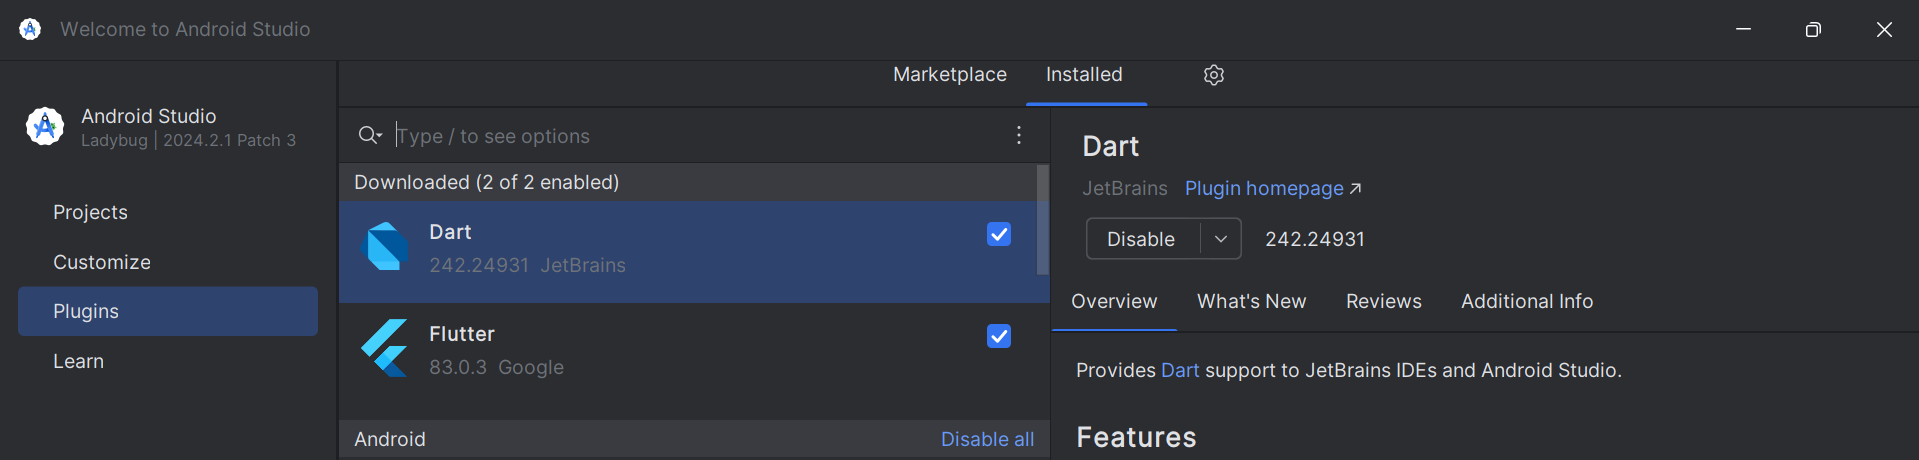 Welcome to Android Studio
Android Studio
Ladybug | 2024.2.1 Patch 3
Projects
Customize
Plugins
Learn
Marketplace
Installed
Type / to see options
Downloaded (2 of 2 enabled)
Dart
242.24931 JetBrains
Flutter
83.0.3 Google
Android
Disable all
Dart
JetBrains Plugin homepage ↗
Disable
242.24931
Overview
What's New
Reviews
Additional Info
Provides Dart support to JetBrains IDEs and Android Studio.
Features